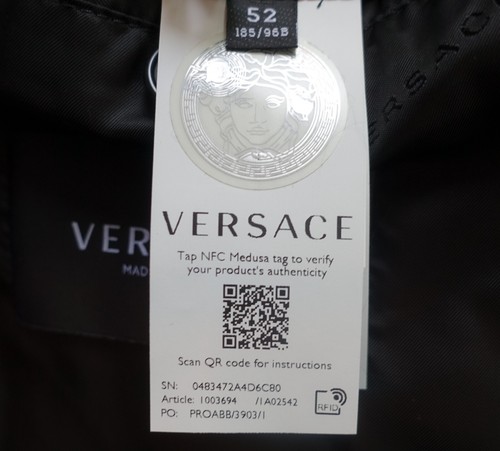 52
185/96B
VERSACE
Tap NFC Medusa tag to verify
your product's authenticity
Scan QR code for instructions
SN: 0483472A4D6C80
Article: 1003694 /1A02542
PO: PROABB/3903/1
RFID
VER
MAD
ERSAC